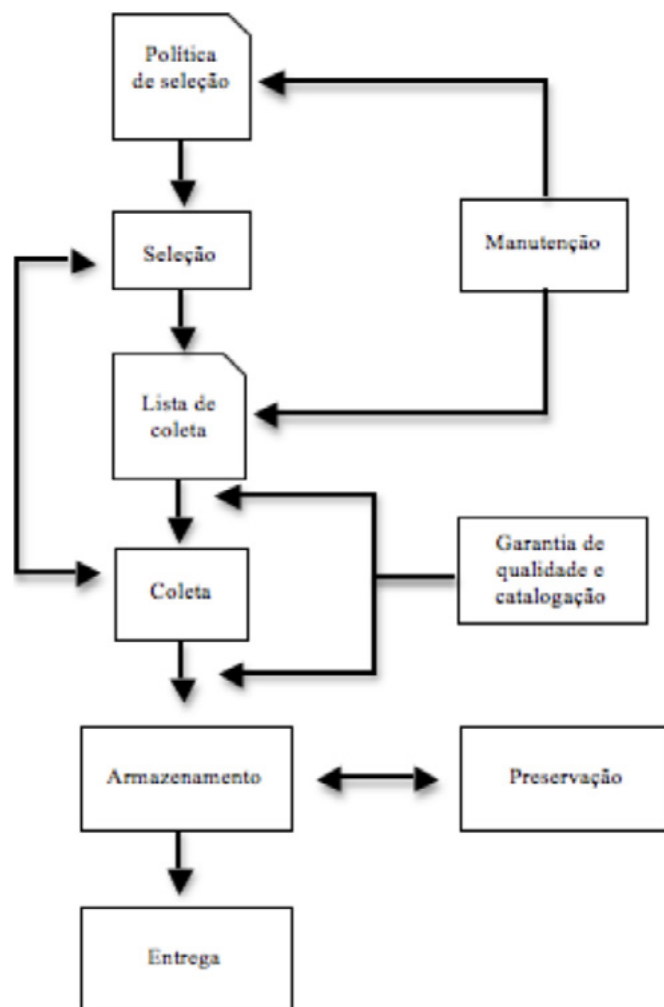 Política
de seleção
Seleção
Manutenção
Lista de
coleta
Garantia de
qualidade e
catalogação
Coleta
Armazenamento
Preservação
Entrega